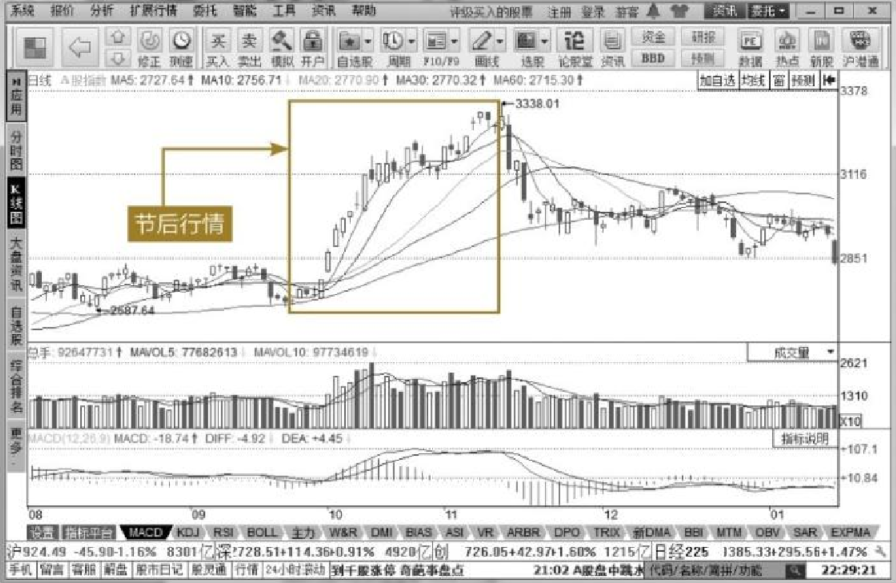 系统 报价 分析 扩展行情 委托 智能 工具 资讯 帮助 评级买入的股票 注册 登录 游客 资讯 委托
修正 测速 买入 卖出 模拟 开户 自选股 周期 F10/F9 画线 选股 论股堂 资讯 资金 BBD 研报 预测 数据 热点 新股 沪港通
日线 A股指数 MA5: 2727.64↑ MA10: 2756.71↓ MA20: 2770.90↑ MA30: 2770.32↑ MA60: 2715.30↑ 加自选 均线 窗 预测
应用
分时图
K线图
大盘资讯
自选股
综合排名
更多
3378
3338.01
3116
节后行情
2851
2687.64
总手: 92647731↑ MAVOL5: 77682613↓ MAVOL10: 97734619↓ 成交量
2621
1310
X10
MACD(12,26,9) MACD: -18.74↑ DIFF: -4.92↓ DEA: +4.45↓ 指标说明
+107.1
+10.84
08 09 10 11 12 01
设置 指标平台 MACD KDJ RSI BOLL 主力 W&R DMI BIAS ASI VR ARBR DPO TRIX 新DMA BBI MTM OBV SAR EXPMA
沪924.49 -45.90-1.16% 8301亿 深728.51+114.36+0.91% 4920亿 创 726.05+42.97+1.60% 1215亿 日经225 385.33+295.56+1.47%
手机 留言 客服 解盘 股市日记 股灵通 行情 24小时滚动 到千股涨停 奇葩事盘点 21:02 A股盘中跳水 代码/名称/简拼/功能 22:29:21